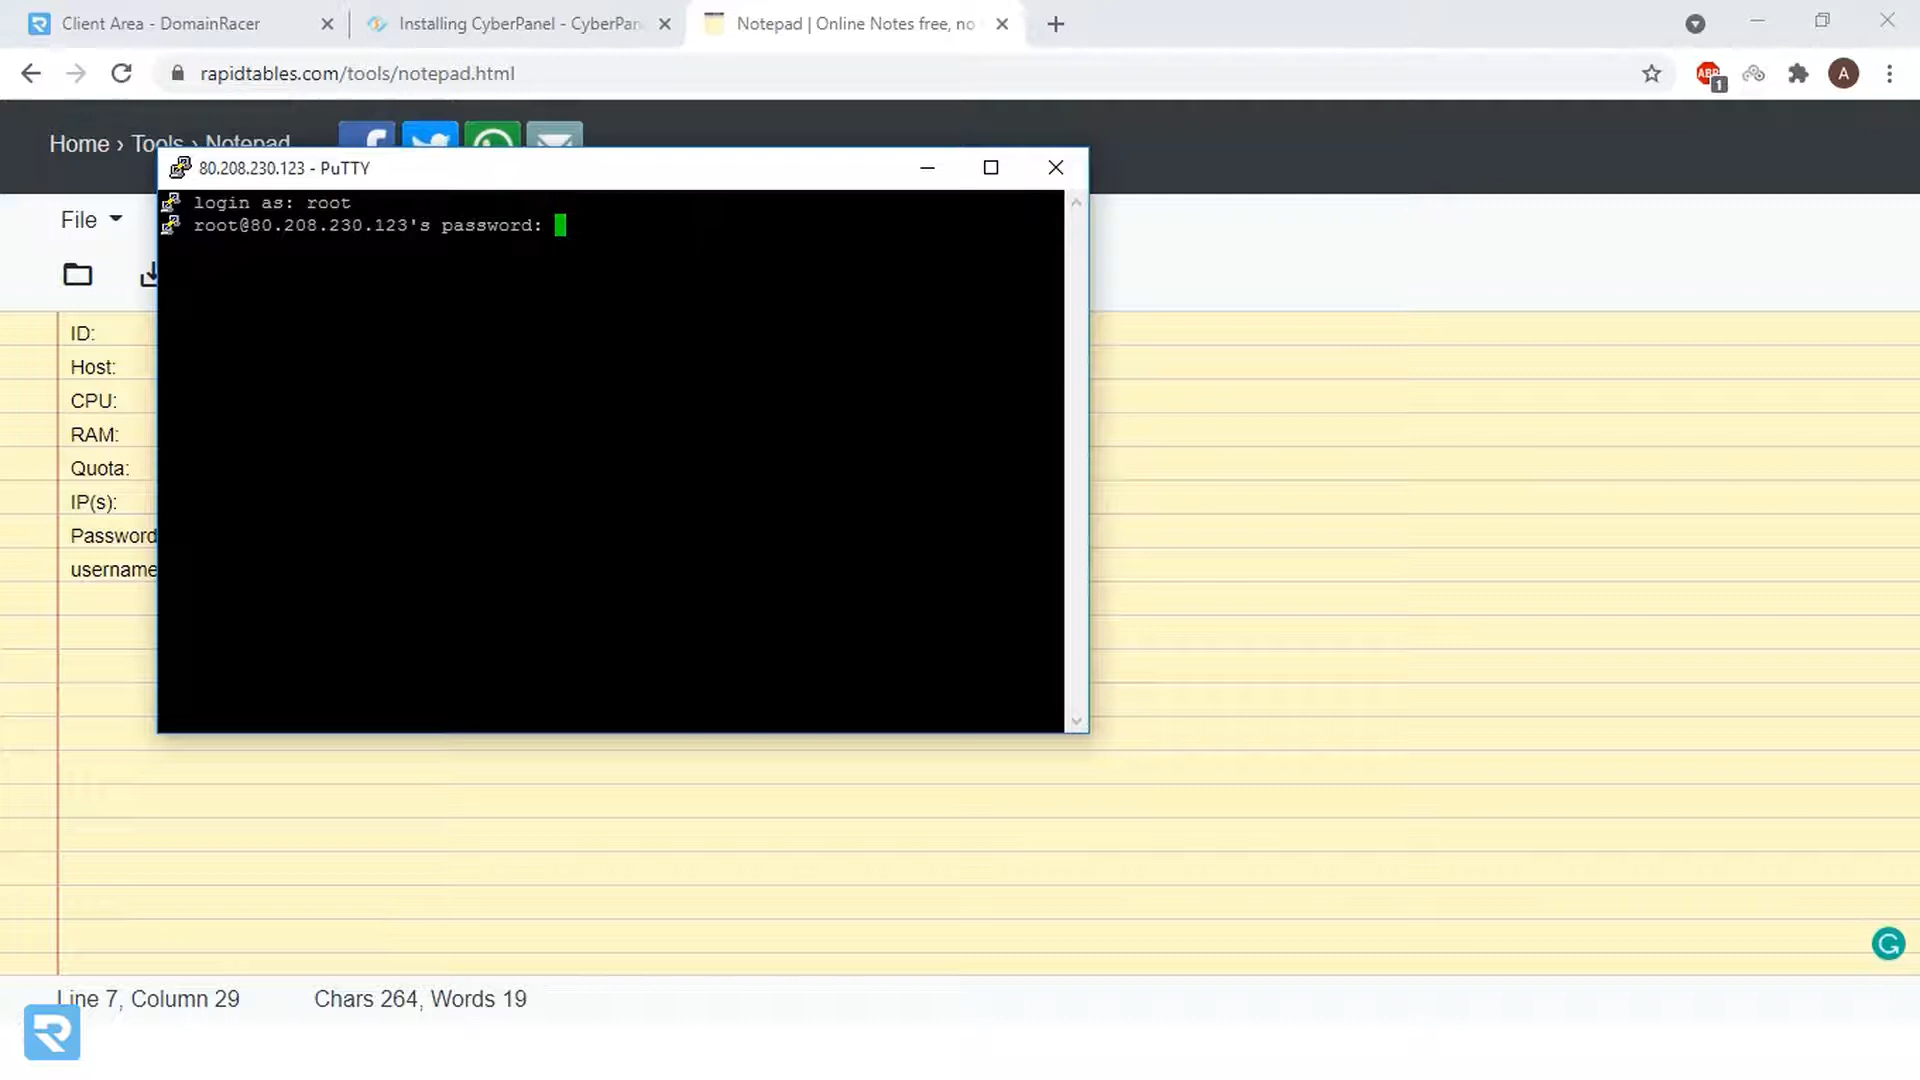 Client Area - DomainRacer
Installing CyberPanel - CyberPan
Notepad | Online Notes free, no
rapidtables.com/tools/notepad.html
ABP
1
A
Home › Tools › Notepad
80.208.230.123 - PuTTY
login as: root
root@80.208.230.123's password:
File
ID:
Host:
CPU:
RAM:
Quota:
IP(s):
Password
username
Line 7, Column 29
Chars 264, Words 19